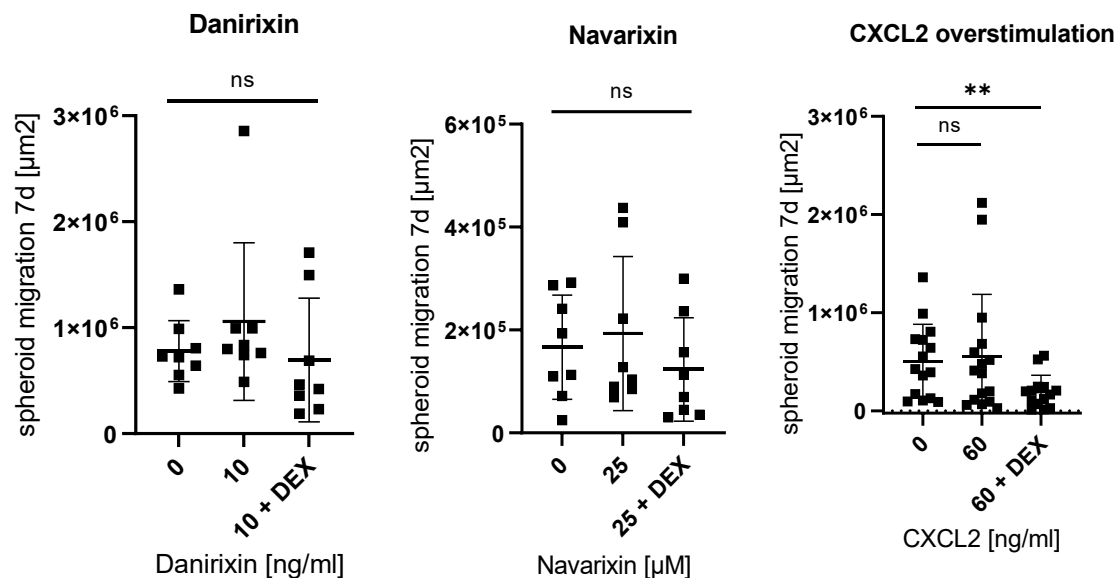 Danirixin
ns
spheroid migration 7d [µm2]
3×10⁶
2×10⁶
1×10⁶
0
0
10
10 + DEX
Danirixin [ng/ml]
Navarixin
ns
spheroid migration 7d [µm2]
6×10⁵
4×10⁵
2×10⁵
0
0
25
25 + DEX
Navarixin [µM]
CXCL2 overstimulation
**
ns
spheroid migration 7d [µm2]
3×10⁶
2×10⁶
1×10⁶
0
0
60
60 + DEX
CXCL2 [ng/ml]